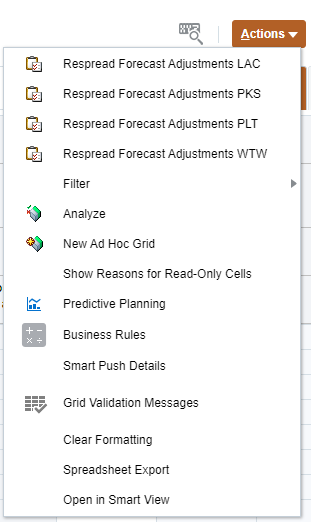 Actions
Respread Forecast Adjustments LAC
Respread Forecast Adjustments PKS
Respread Forecast Adjustments PLT
Respread Forecast Adjustments WTW
Filter
Analyze
New Ad Hoc Grid
Show Reasons for Read-Only Cells
Predictive Planning
Business Rules
Smart Push Details
Grid Validation Messages
Clear Formatting
Spreadsheet Export
Open in Smart View